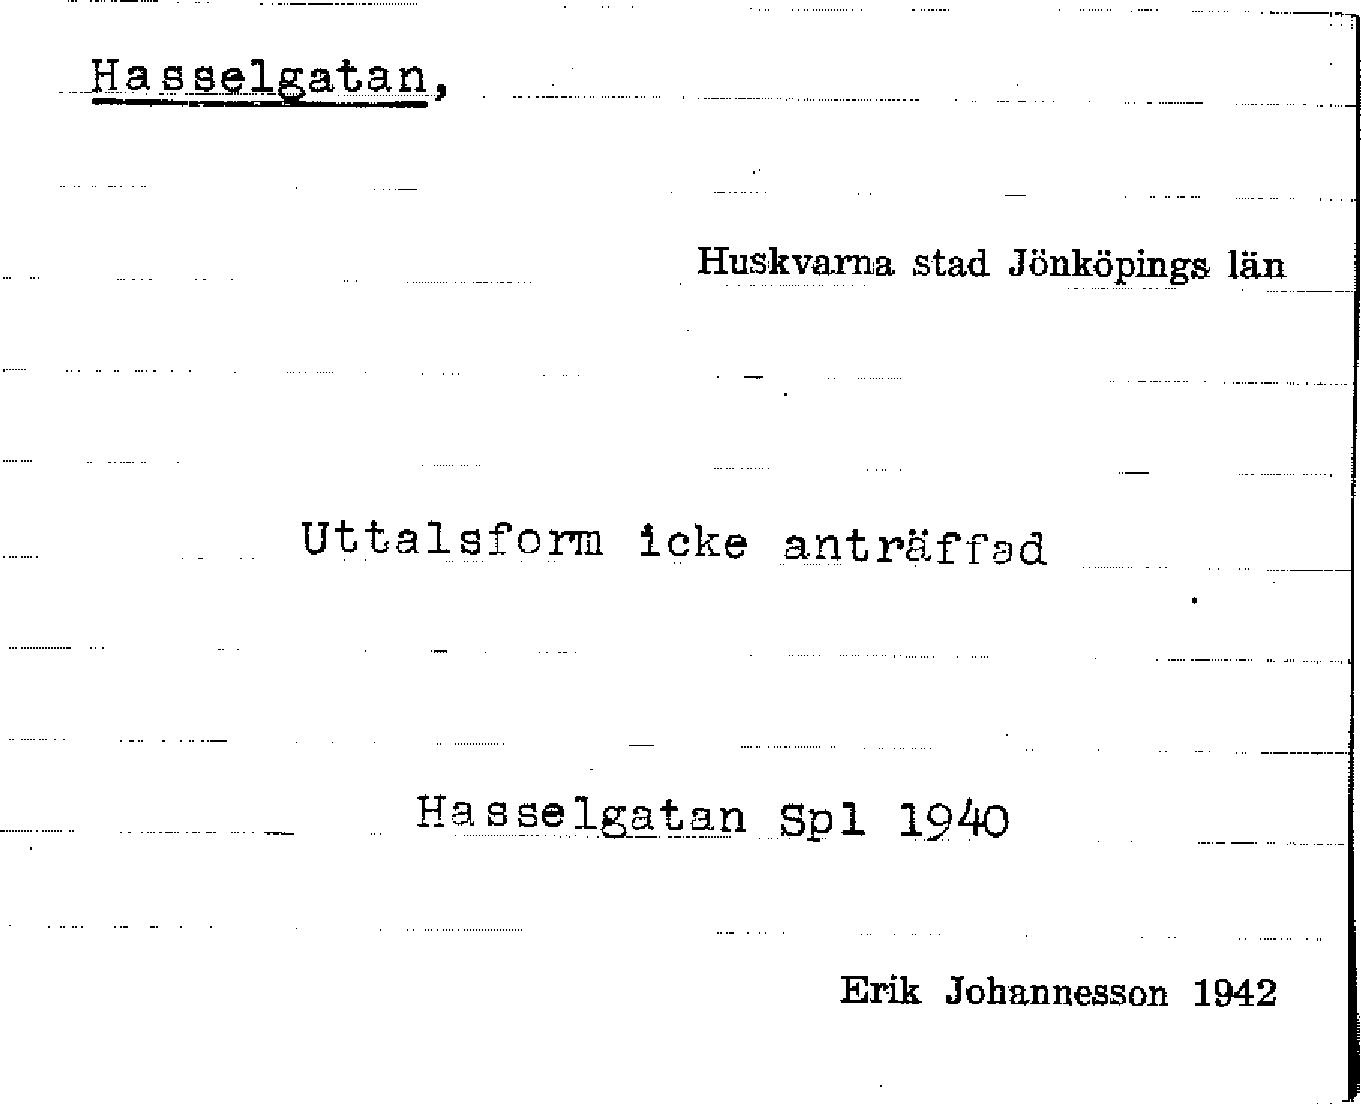 Hasselgatan,
Huskvarna stad Jönköpings län
Uttalsform icke anträffad
Hasselgatan Spl 1940
Erik Johannesson 1942